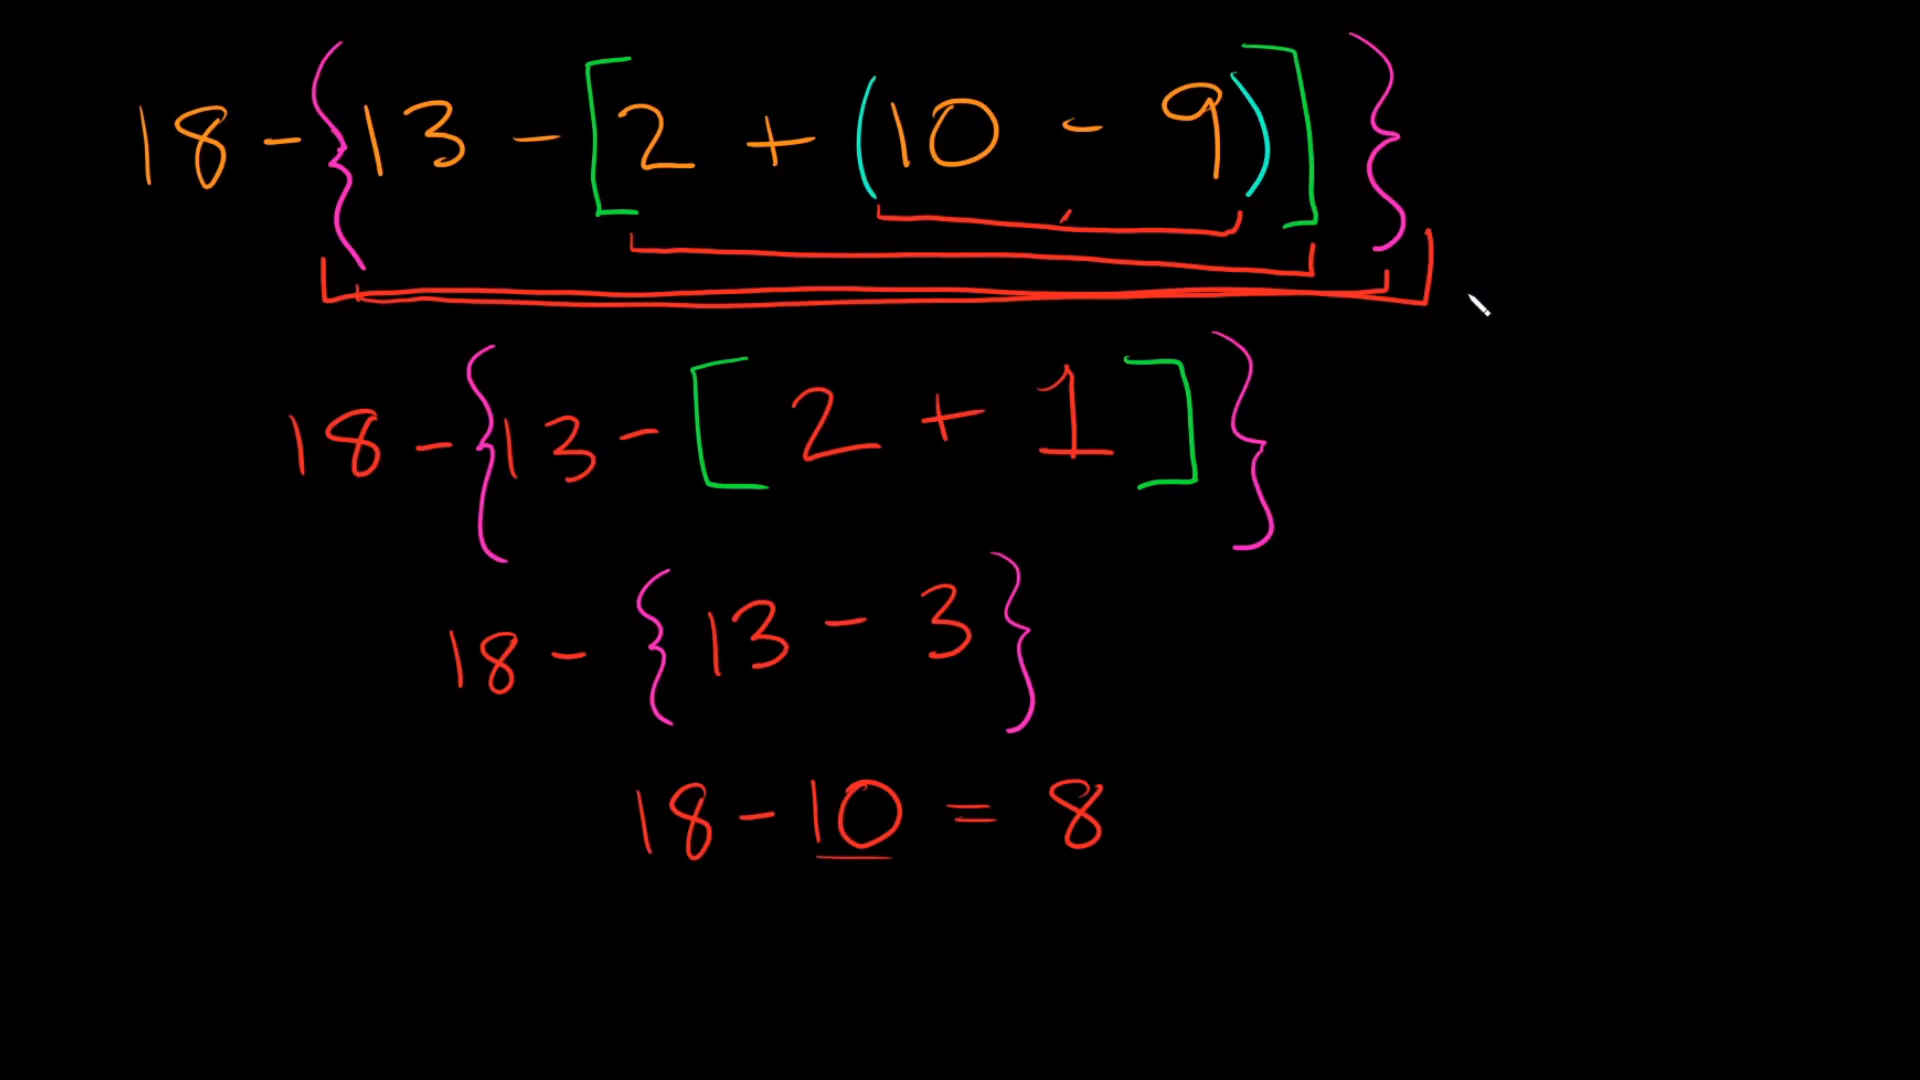 18 - { 13 - [ 2 + ( 10 - 9 ) ] }
18 - { 13 - [ 2 + 1 ] }
18 - { 13 - 3 }
18 - 10 = 8